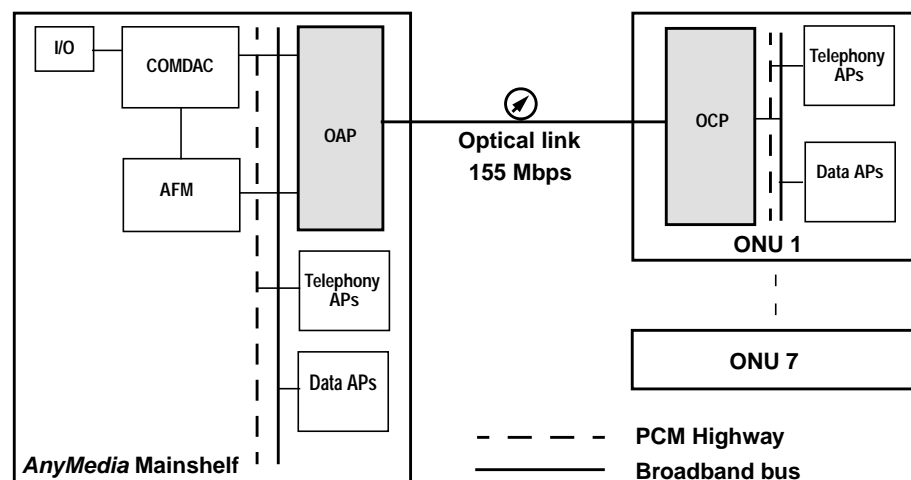 I/O
COMDAC
AFM
OAP
Telephony
APs
Data APs
AnyMedia Mainshelf
Optical link
155 Mbps
OCP
Telephony
APs
Data APs
ONU 1
ONU 7
PCM Highway
Broadband bus